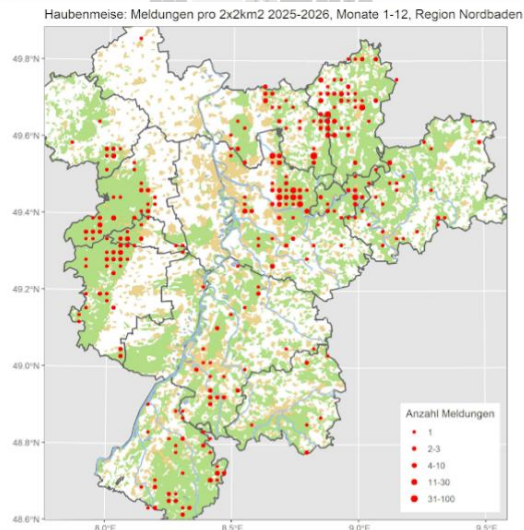 Haubenmeise: Meldungen pro 2x2km2 2025-2026, Monate 1-12, Region Nordbaden
49.8°N
49.6°N
49.4°N
49.2°N
49.0°N
48.8°N
48.6°N
8.0°E
8.5°E
9.0°E
9.5°E
Anzahl Meldungen
1
2-3
4-10
11-30
31-100